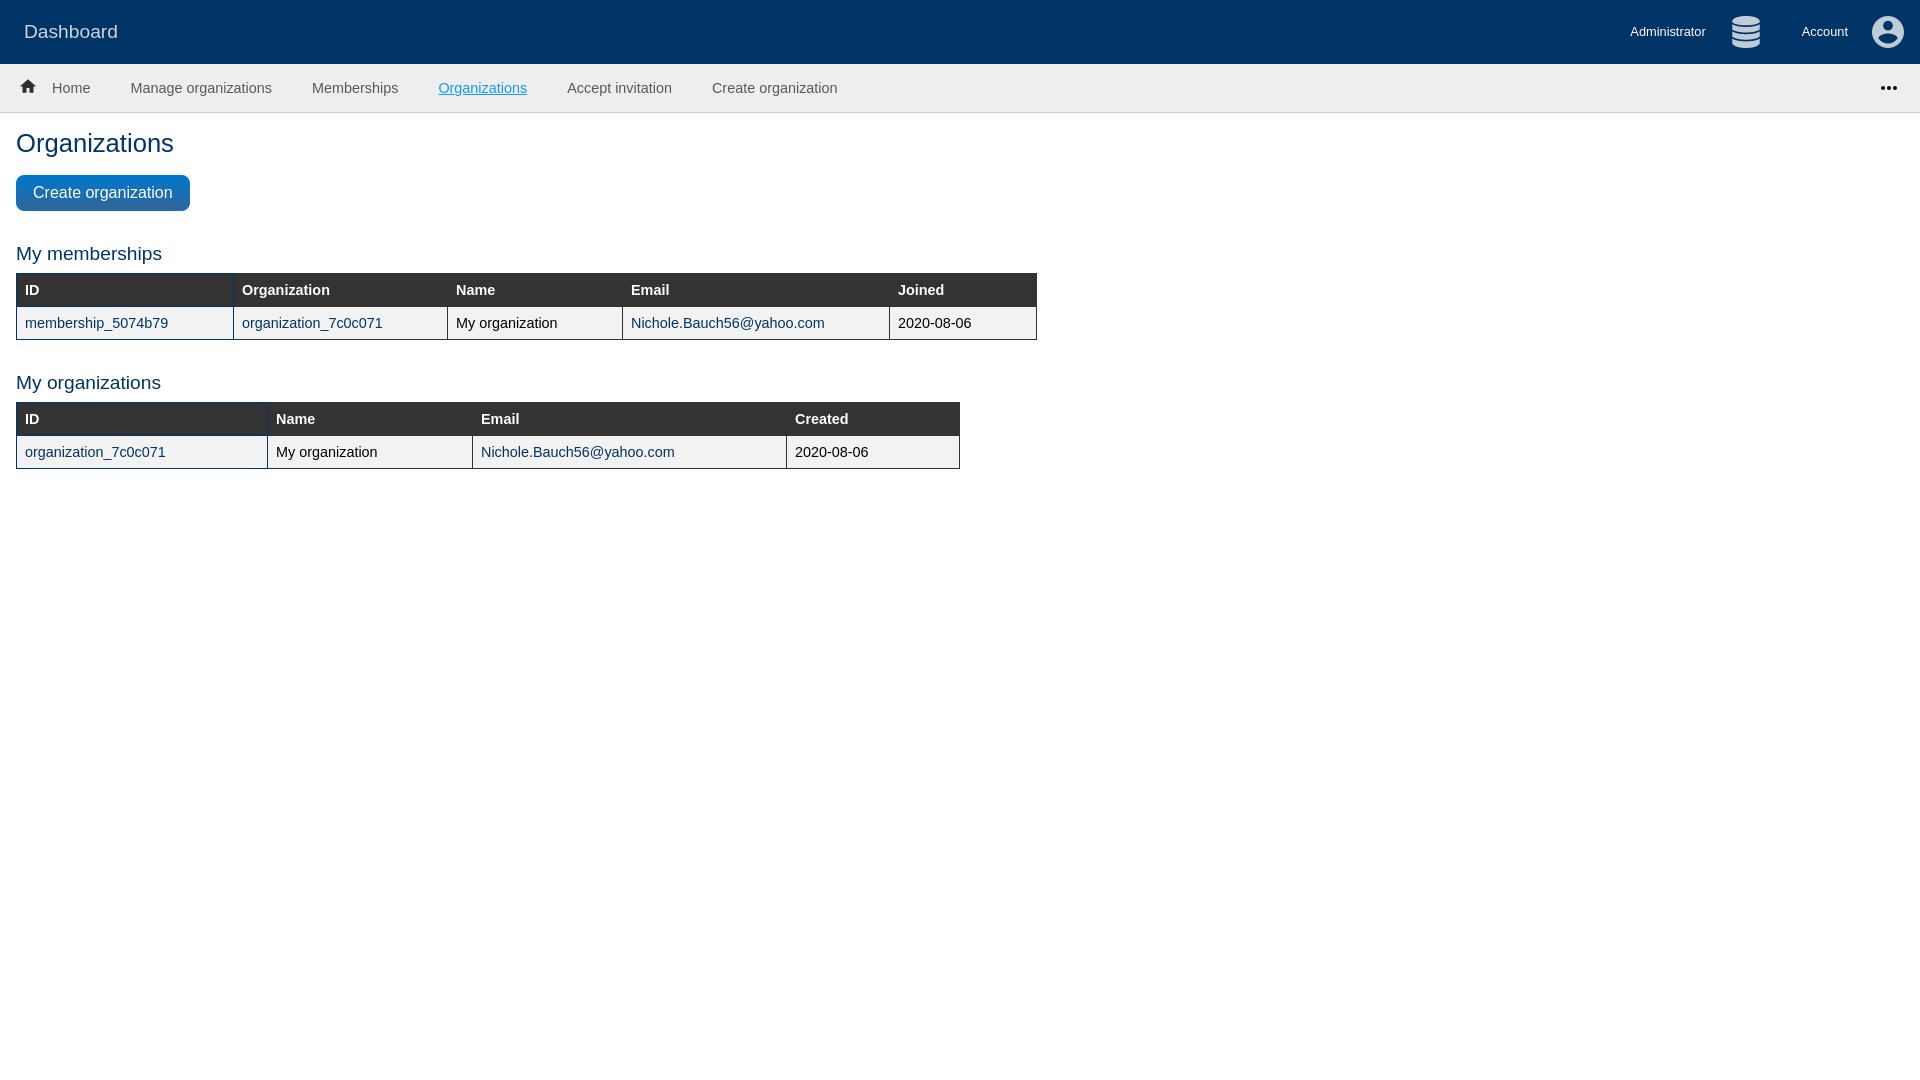 Dashboard
Administrator
Account
Home
Manage organizations
Memberships
Organizations
Accept invitation
Create organization
Organizations
Create organization
My memberships
ID Organization Name Email Joined
membership_5074b79 organization_7c0c071 My organization Nichole.Bauch56@yahoo.com 2020-08-06
My organizations
ID Name Email Created
organization_7c0c071 My organization Nichole.Bauch56@yahoo.com 2020-08-06